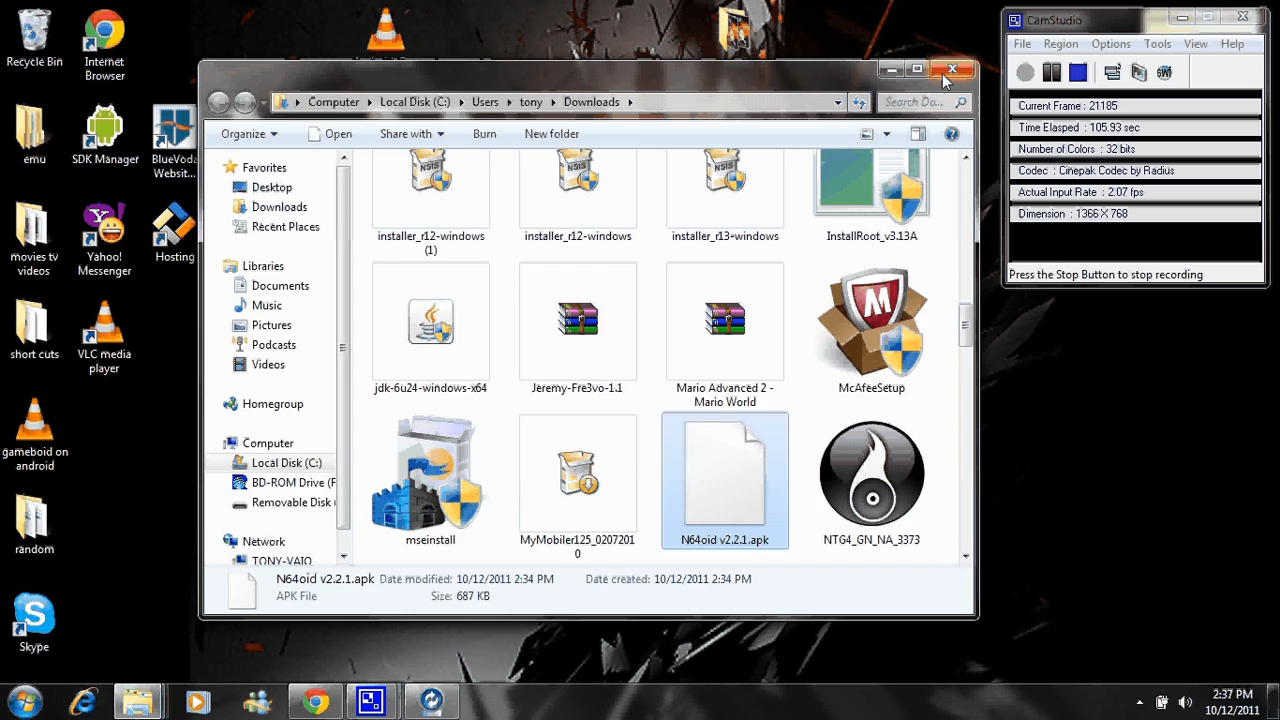 Recycle Bin
Internet
Browser
emu
SDK Manager
BlueVoda
Websit...
movies tv
videos
Yahoo!
Messenger
Hosting
short cuts
VLC media
player
gameboid on
android
random
Skype
Computer
Local Disk (C:)
Users
tony
Downloads
Search Do...
Organize
Open
Share with
Burn
New folder
Favorites
Desktop
Downloads
Recent Places
Libraries
Documents
Music
Pictures
Podcasts
Videos
Homegroup
Computer
Local Disk (C:)
BD-ROM Drive (F
Removable Disk (
Network
TONY-VAIO
NSIS
NSIS
NSIS
installer_r12-windows
(1)
installer_r12-windows
installer_r13-windows
InstallRoot_v3.13A
jdk-6u24-windows-x64
Jeremy-Fre3vo-1.1
Mario Advanced 2 -
Mario World
McAfeeSetup
mseinstall
MyMobiler125_0207201
0
N64oid v2.2.1.apk
NTG4_GN_NA_3373
N64oid v2.2.1.apk Date modified: 10/12/2011 2:34 PM Date created: 10/12/2011 2:34 PM
APK File Size: 687 KB
CamStudio
File Region Options Tools View Help
SWF
Current Frame : 21185
Time Elasped : 105.93 sec
Number of Colors : 32 bits
Codec : Cinepak Codec by Radius
Actual Input Rate : 2.07 fps
Dimension : 1366 X 768
Press the Stop Button to stop recording
2:37 PM
10/12/2011